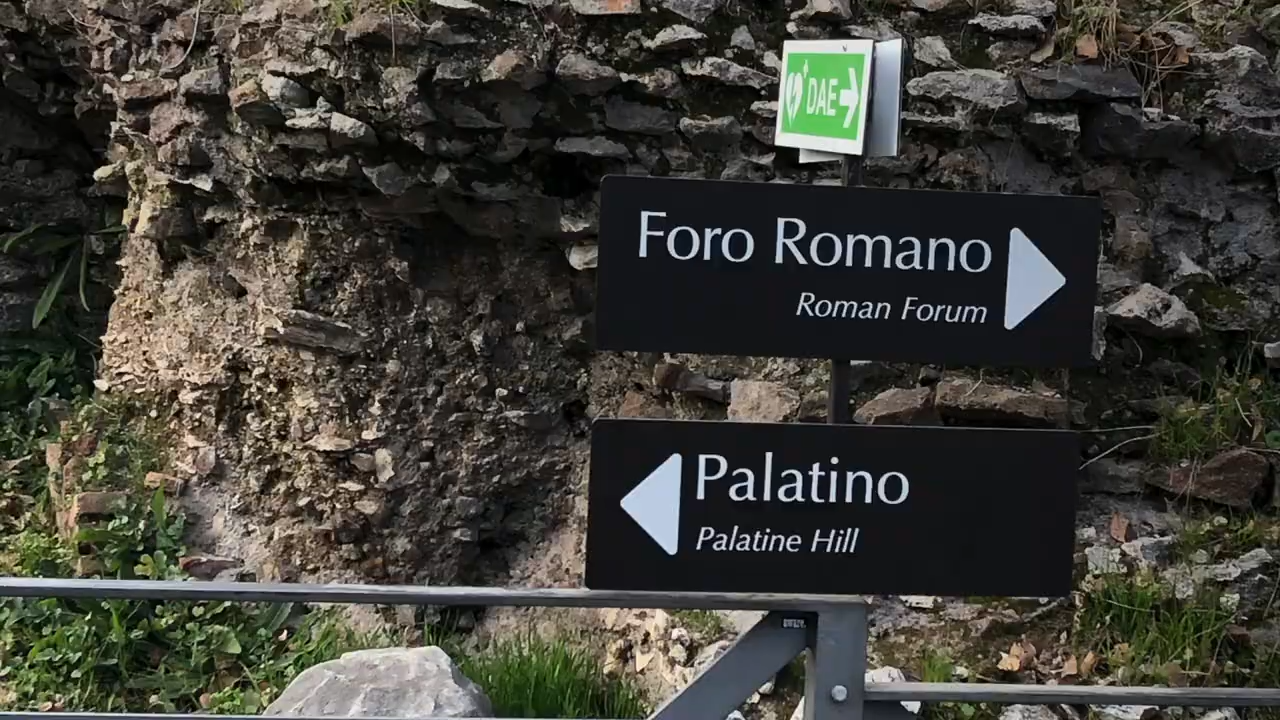 DAE
Foro Romano
Roman Forum
Palatino
Palatine Hill